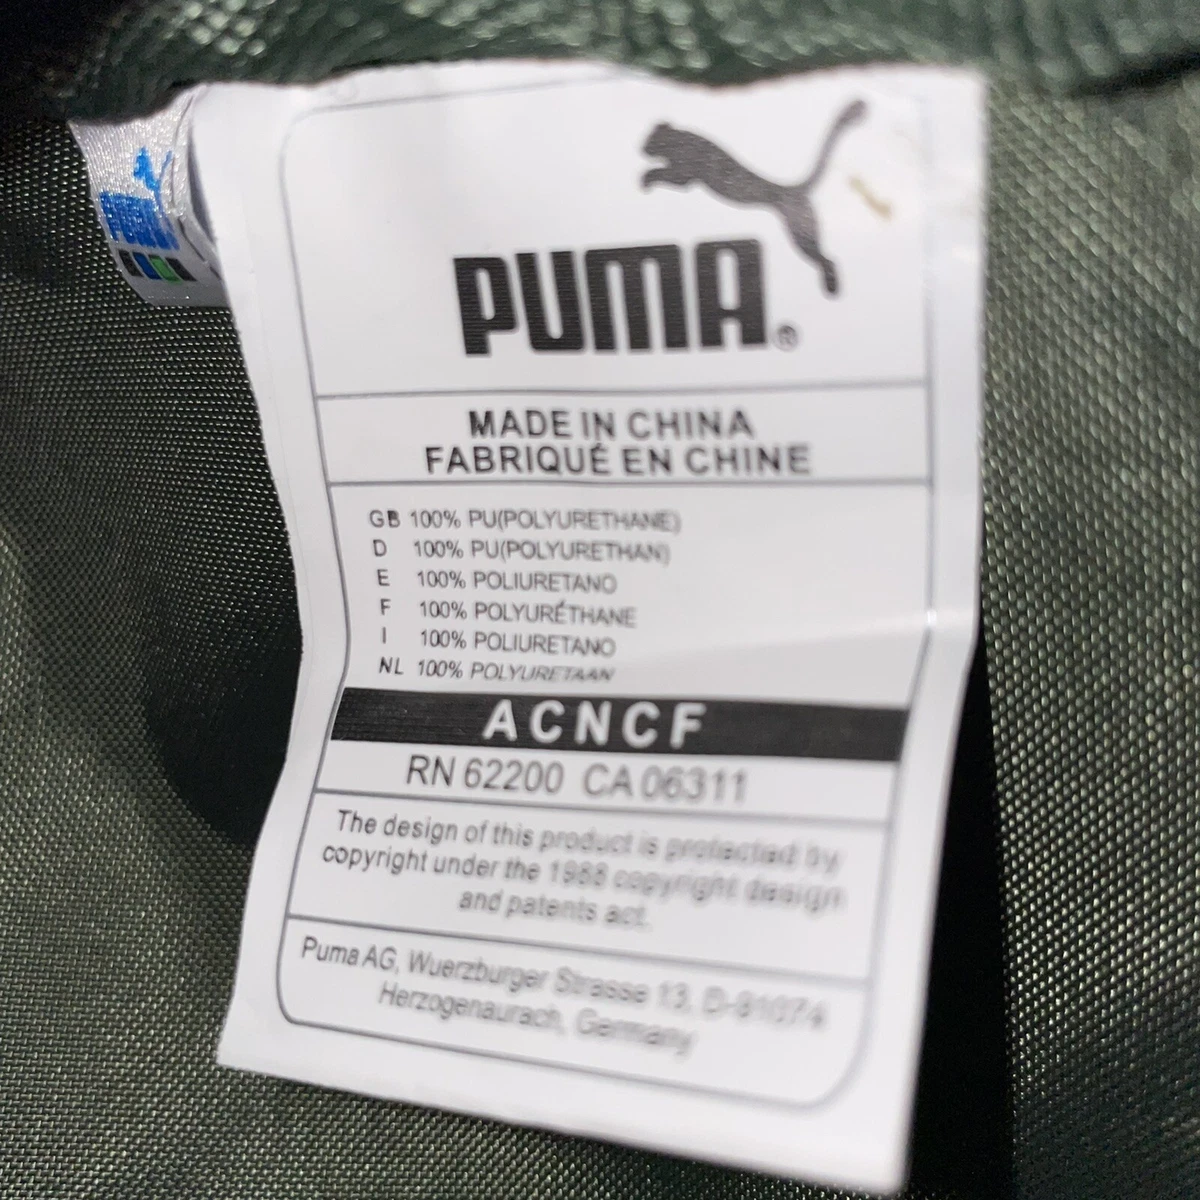 PUMA®
MADE IN CHINA
FABRIQUÉ EN CHINE
GB 100% PU(POLYURETHANE)
D 100% PU(POLYURETHAN)
E 100% POLIURETANO
F 100% POLYURÉTHANE
I 100% POLIURETANO
NL 100% POLYURETAAN
ACNCF
RN 62200 CA 06311
The design of this product is protected by
copyright under the 1988 copyright design
and patents act.
Puma AG, Wuerzburger Strasse 13, D-91074
Herzogenaurach, Germany